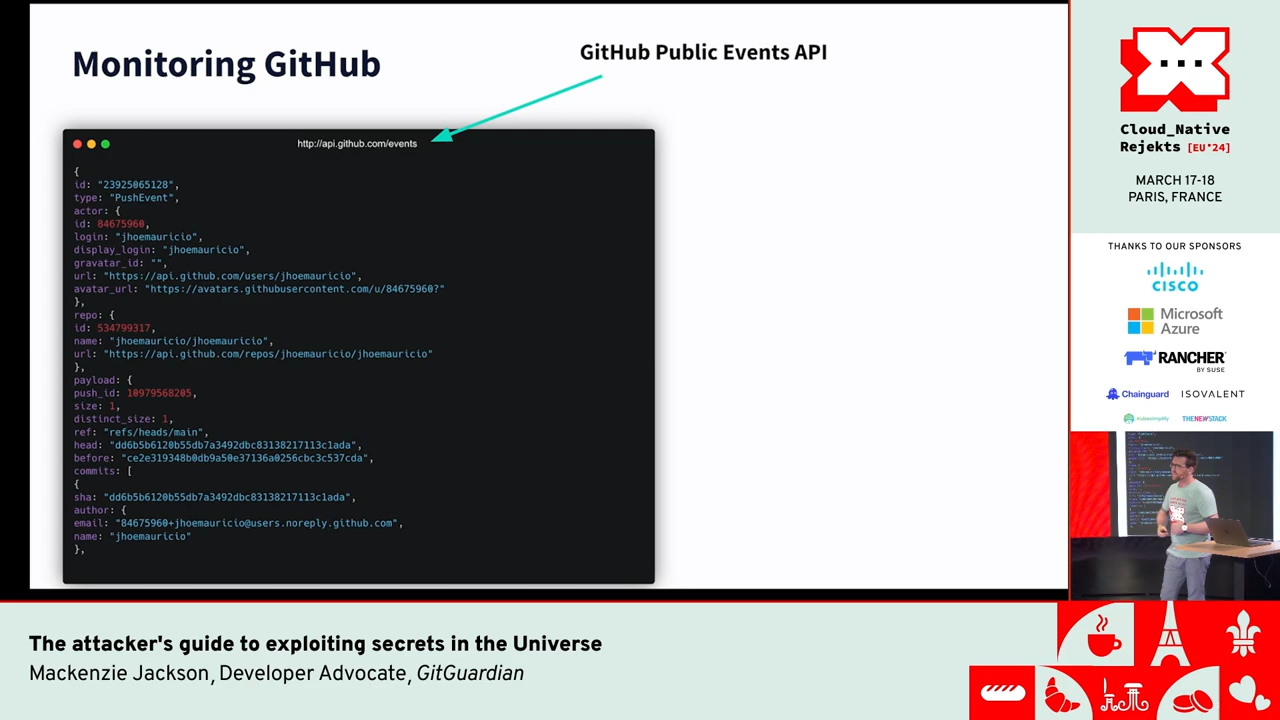 Monitoring GitHub
GitHub Public Events API
http://api.github.com/events
{
id: "23925065128",
type: "PushEvent",
actor: {
id: 84675960,
login: "jhoemauricio",
display_login: "jhoemauricio",
gravatar_id: "",
url: "https://api.github.com/users/jhoemauricio",
avatar_url: "https://avatars.githubusercontent.com/u/84675960?"
},
repo: {
id: 534799317,
name: "jhoemauricio/jhoemauricio",
url: "https://api.github.com/repos/jhoemauricio/jhoemauricio"
},
payload: {
push_id: 10979568205,
size: 1,
distinct_size: 1,
ref: "refs/heads/main",
head: "dd6b5b6120b55db7a3492dbc83138217113c1ada",
before: "ce2e319348b0db9a50e37136a0256cbc3c537cda",
commits: [
{
sha: "dd6b5b6120b55db7a3492dbc83138217113c1ada",
author: {
email: "84675960+jhoemauricio@users.noreply.github.com",
name: "jhoemauricio"
},
Cloud_Native
Rejekts [EU'24]
MARCH 17-18
PARIS, FRANCE
THANKS TO OUR SPONSORS
CISCO
Microsoft
Azure
RANCHER
BY SUSE
Chainguard
ISOVALENT
kubesimplify
THENEWSTACK
The attacker's guide to exploiting secrets in the Universe
Mackenzie Jackson, Developer Advocate, GitGuardian